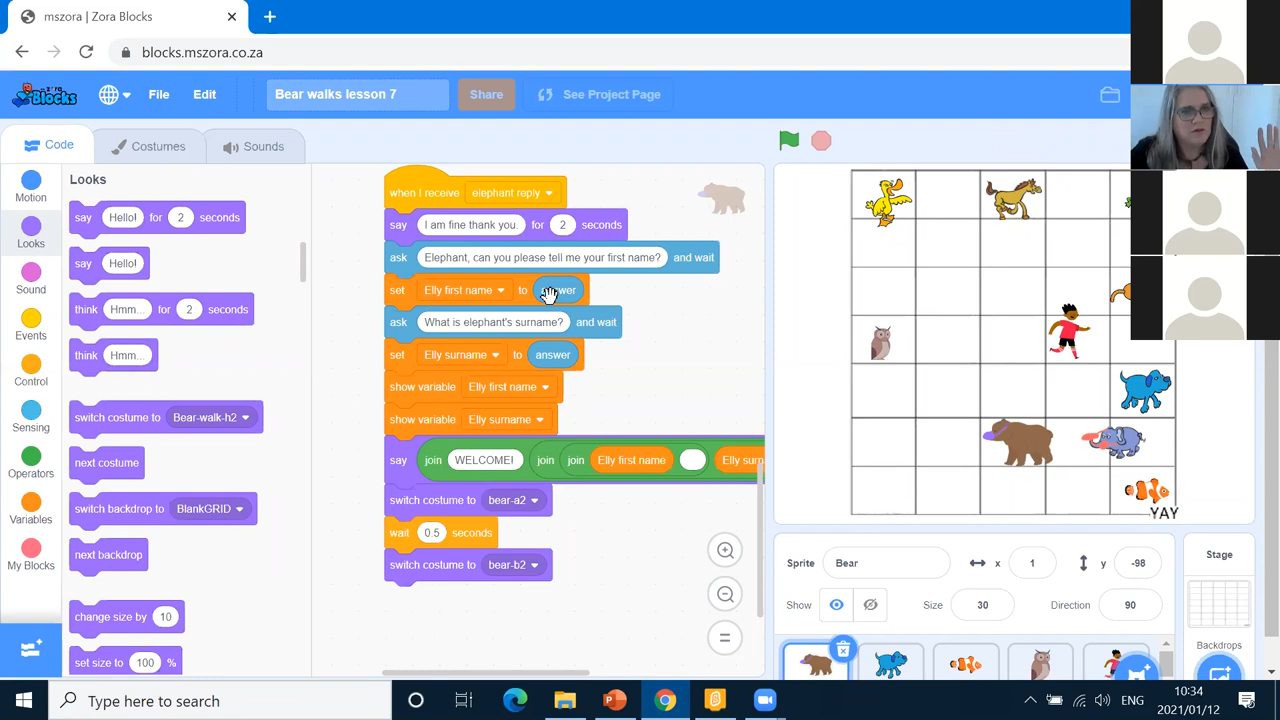 mszora | Zora Blocks
blocks.mszora.co.za
ZORA Blocks
File Edit Bear walks lesson 7 Share See Project Page
Code Costumes Sounds
Motion
Looks
Sound
Events
Control
Sensing
Operators
Variables
My Blocks
Looks
say Hello! for 2 seconds
say Hello!
think Hmm... for 2 seconds
think Hmm...
switch costume to Bear-walk-h2
next costume
switch backdrop to BlankGRID
next backdrop
change size by 10
set size to 100 %
when I receive elephant reply
say I am fine thank you. for 2 seconds
ask Elephant, can you please tell me your first name? and wait
set Elly first name to answer
ask What is elephant's surname? and wait
set Elly surname to answer
show variable Elly first name
show variable Elly surname
say join WELCOME! join join Elly first name Elly surn
switch costume to bear-a2
wait 0.5 seconds
switch costume to bear-b2
YAY
Sprite Bear x 1 y -98
Show Size 30 Direction 90
Stage
Backdrops
Type here to search
ENG
10:34
2021/01/12